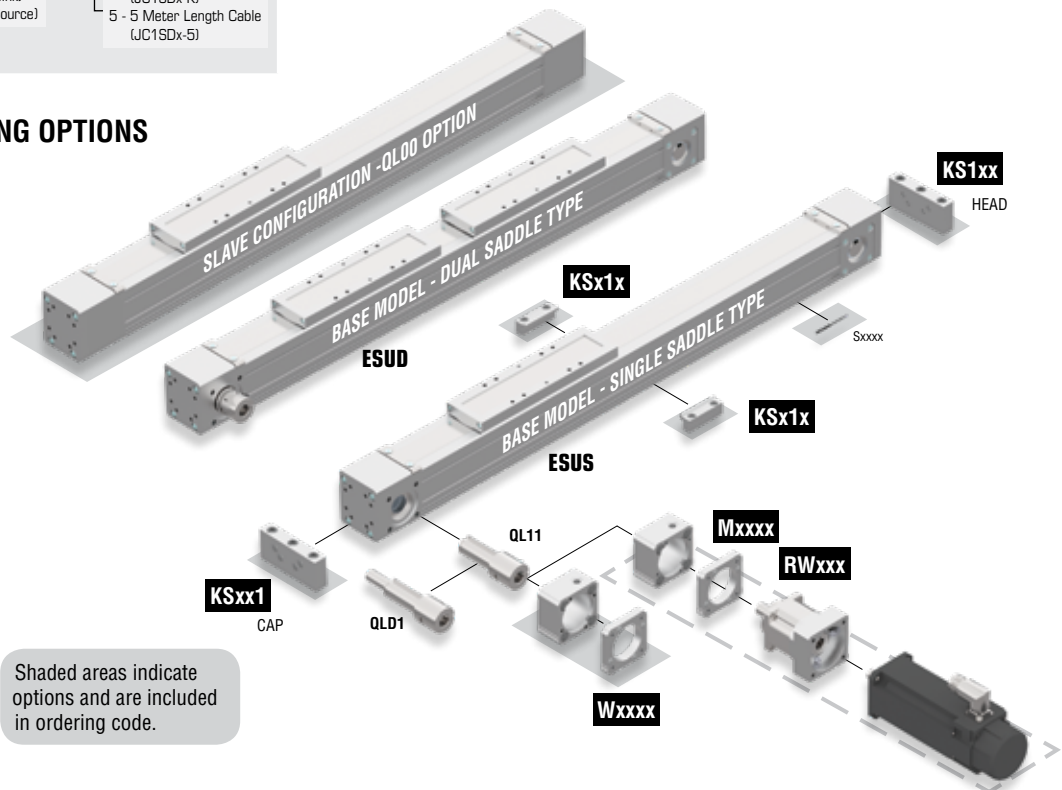 ource)
5 - 5 Meter Length Cable
(JC1SDx-5)
NG OPTIONS
SLAVE CONFIGURATION -QL00 OPTION
BASE MODEL - DUAL SADDLE TYPE
ESUD
KS1xx
HEAD
KSx1x
Sxxxx
BASE MODEL - SINGLE SADDLE TYPE
ESUS
KSx1x
QL11
Mxxxx
RWxxx
KSxx1
CAP
QLD1
Wxxxx
Shaded areas indicate
options and are included
in ordering code.